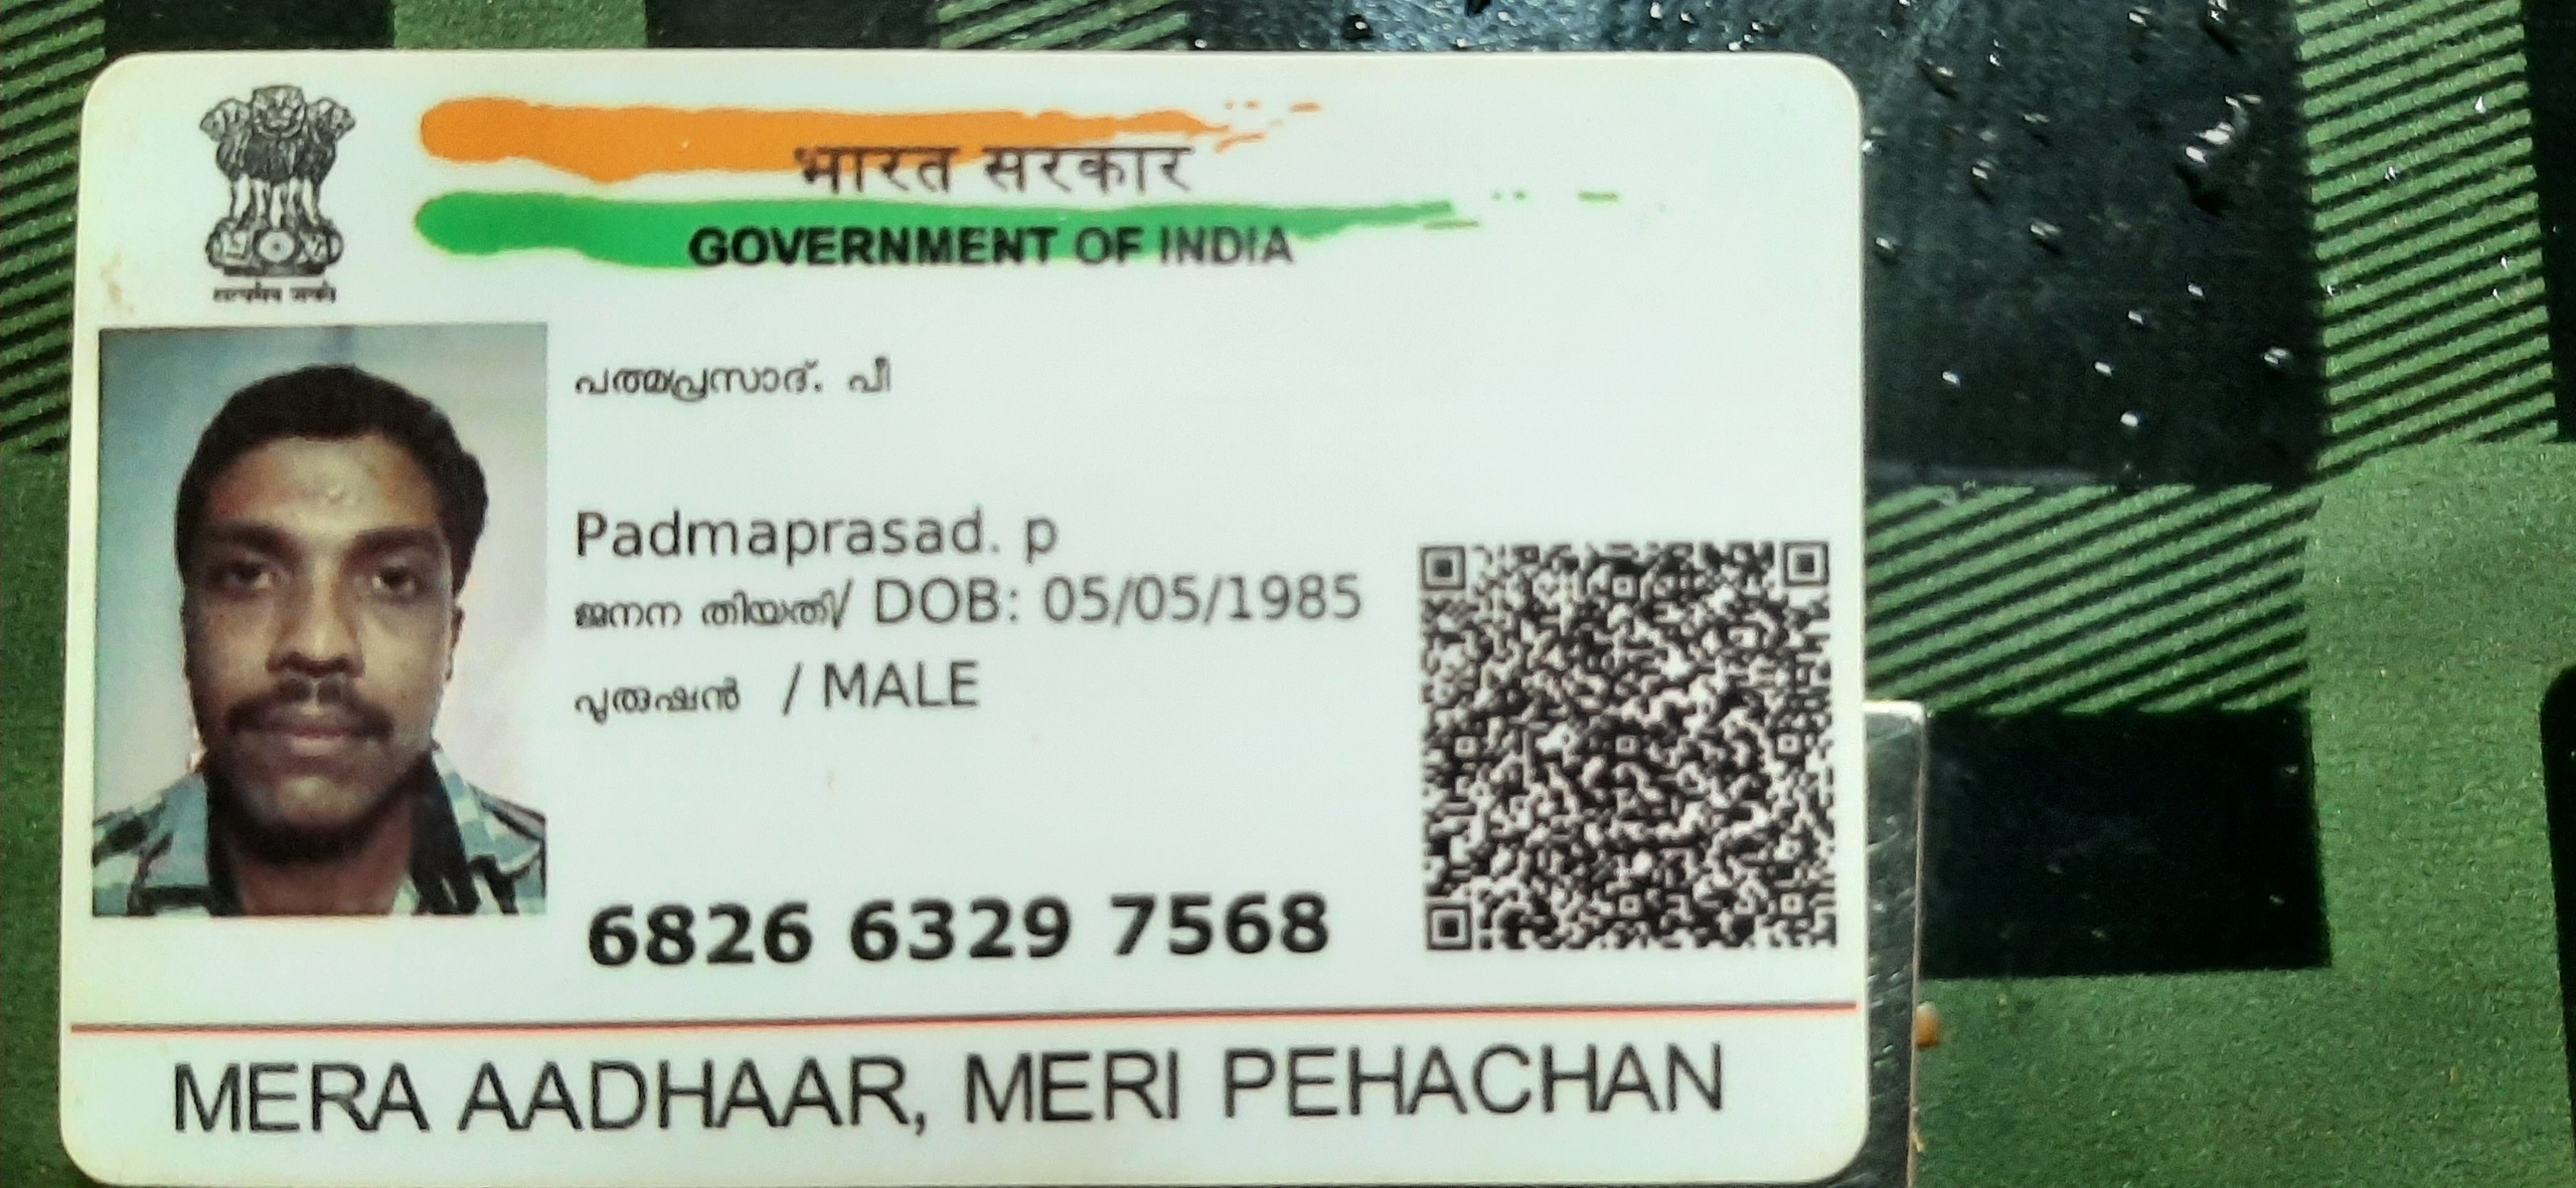 भारत सरकार
GOVERNMENT OF INDIA
सत्यमेव जयते
പത്മപ്രസാദ്. പി
Padmaprasad. p
ജനന തിയതി/ DOB: 05/05/1985
പുരുഷൻ / MALE
6826 6329 7568
MERA AADHAAR, MERI PEHACHAN